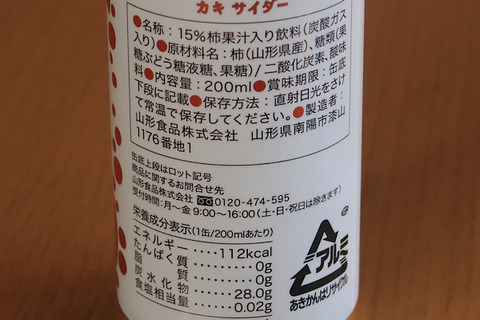 カキ サイダー
●名称：15％柿果汁入り飲料(炭酸ガス
入り)●原材料名：柿(山形県産)、糖類(果
糖ぶどう糖液糖、果糖)/二酸化炭素、酸味
料●内容量：200ml●賞味期限：缶底
下段に記載●保存方法：直射日光をさけ
て常温で保存してください。●製造者：
山形食品株式会社　山形県南陽市漆山
1176番地1
缶底上段はロット記号
商品に関するお問合せ先
山形食品株式会社 0120-474-595
受付時間：月〜金 9:00〜16:00(土・日・祝日は除きます)
栄養成分表示(1缶/200mlあたり)
エネルギー 112kcal
たんぱく質 0g
脂質 0g
炭水化物 28.0g
食塩相当量 0.02g
アルミ
あきかんはリサイクル